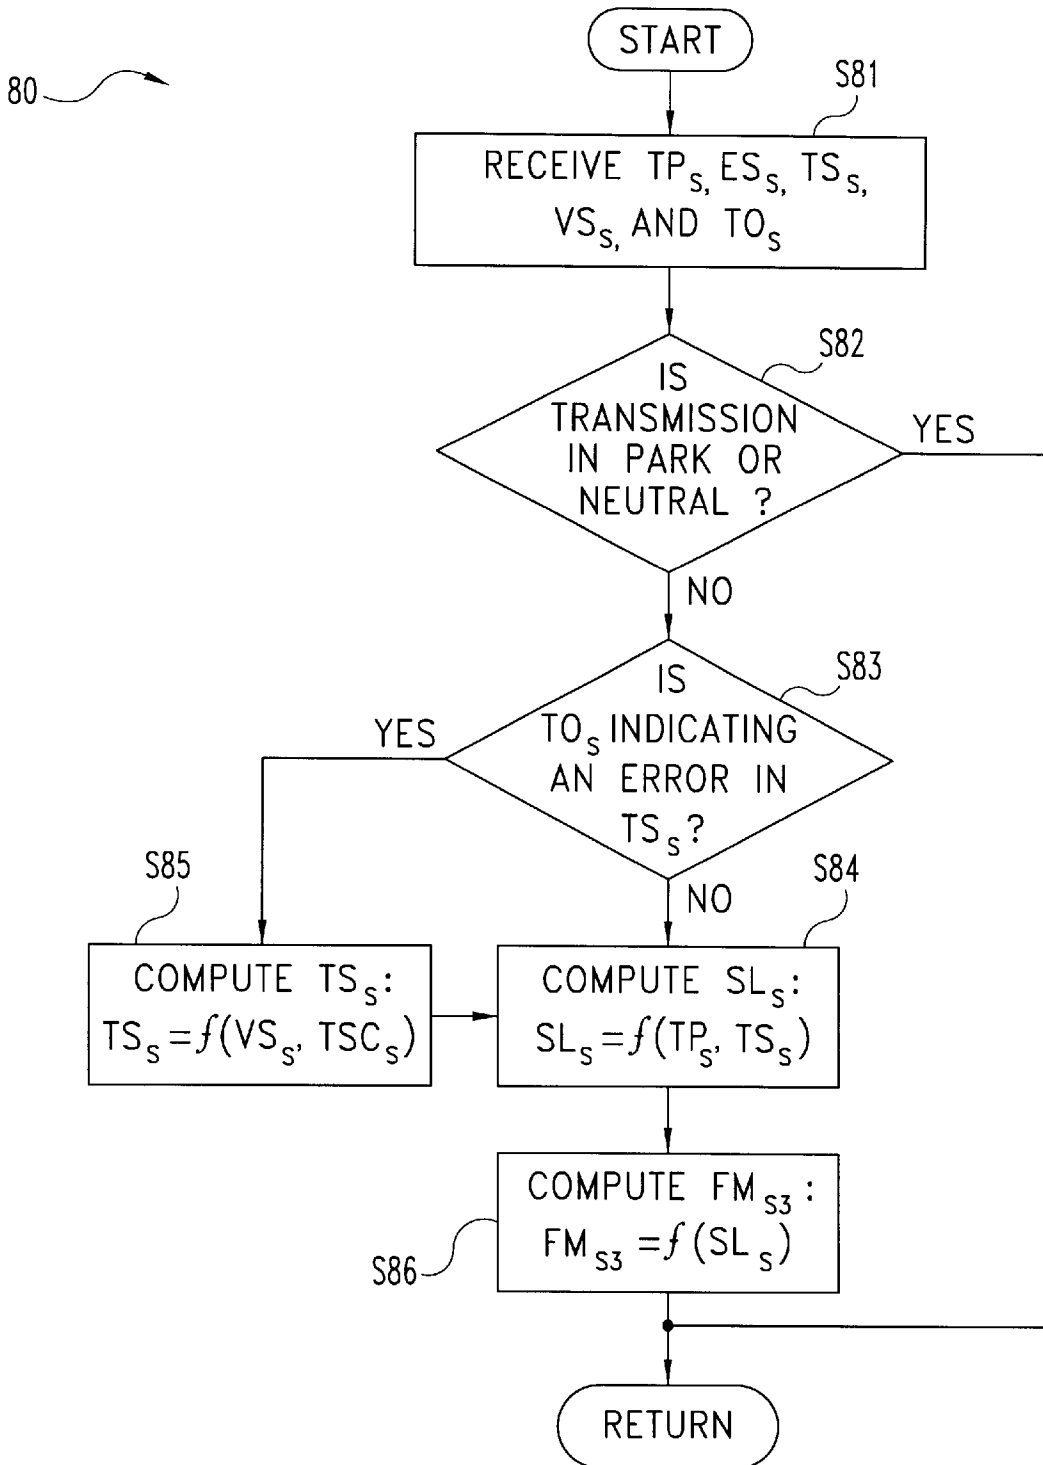 START
80
S81
RECEIVE TPS, ESS, TSS,
VSS, AND TOS
S82
IS
TRANSMISSION
IN PARK OR
NEUTRAL ?
YES
NO
S83
IS
TOS INDICATING
AN ERROR IN
TSS?
YES
NO
S85
COMPUTE TSS:
TSS=f(VSS, TSCS)
S84
COMPUTE SLS:
SLS=f(TPS, TSS)
COMPUTE FMS3:
FMS3=f(SLS)
S86
RETURN